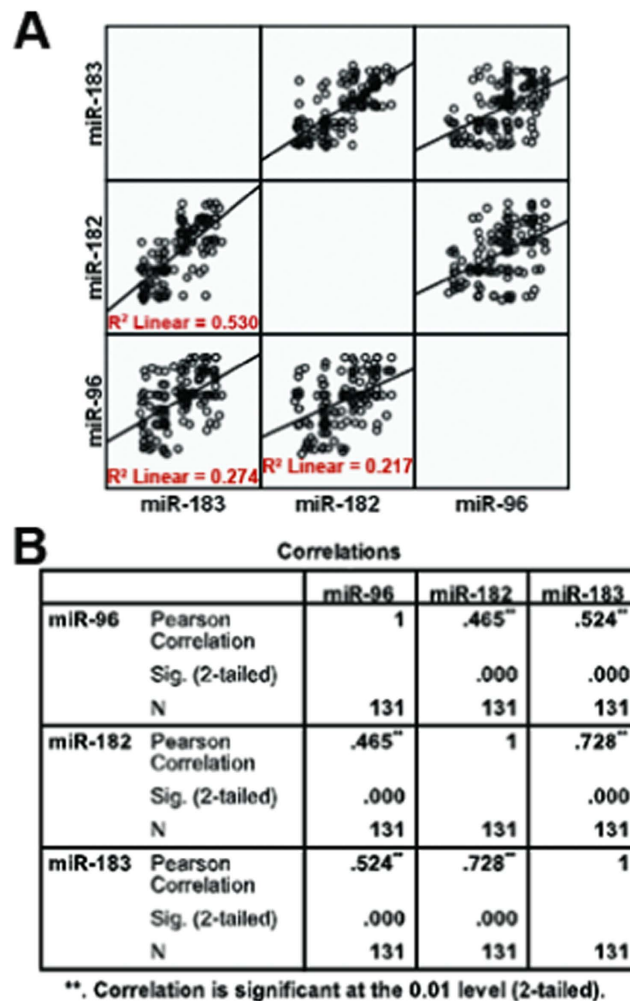 A
miR-183
miR-182
R² Linear = 0.530
miR-96
R² Linear = 0.274
R² Linear = 0.217
miR-183 miR-182 miR-96
B
Correlations
miR-96 miR-182 miR-183
miR-96 Pearson Correlation 1 .465** .524**
Sig. (2-tailed) .000 .000
N 131 131 131
miR-182 Pearson Correlation .465** 1 .728**
Sig. (2-tailed) .000 .000
N 131 131 131
miR-183 Pearson Correlation .524** .728** 1
Sig. (2-tailed) .000 .000
N 131 131 131
**. Correlation is significant at the 0.01 level (2-tailed).